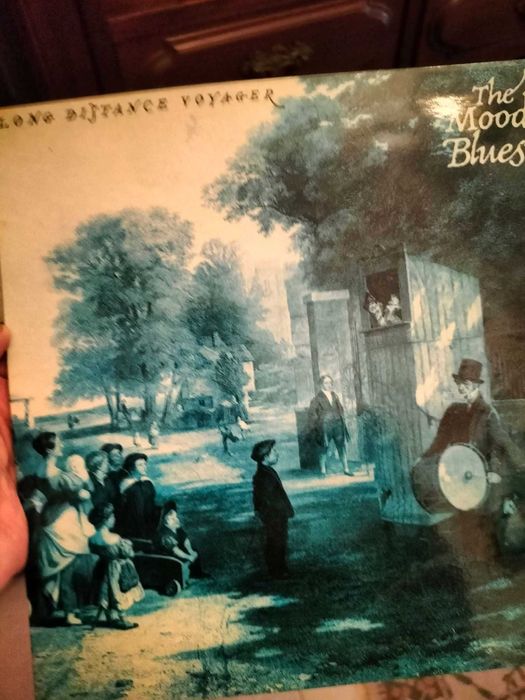 LONG DISTANCE VOYAGER
The
Mood
Blues